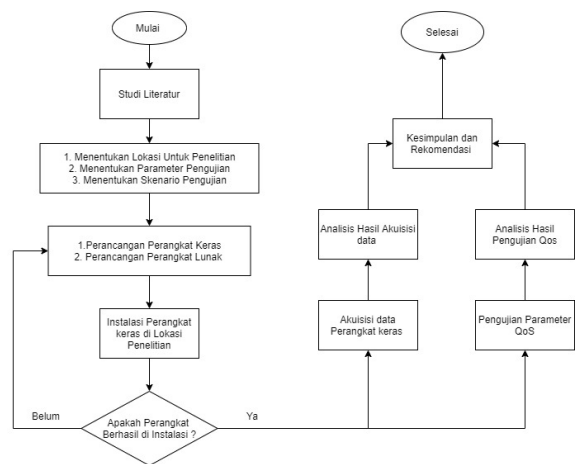 Mulai
Studi Literatur
1. Menentukan Lokasi Untuk Penelitian
2. Menentukan Parameter Pengujian
3. Menentukan Skenario Pengujian
1.Perancangan Perangkat Keras
2. Perancangan Perangkat Lunak
Instalasi Perangkat
keras di Lokasi
Penelitian
Apakah Perangkat
Berhasil di Instalasi ?
Belum
Ya
Akuisisi data
Perangkat keras
Pengujian Parameter
QoS
Analisis Hasil Akuisisi
data
Analisis Hasil
Pengujian Qos
Kesimpulan dan
Rekomendasi
Selesai